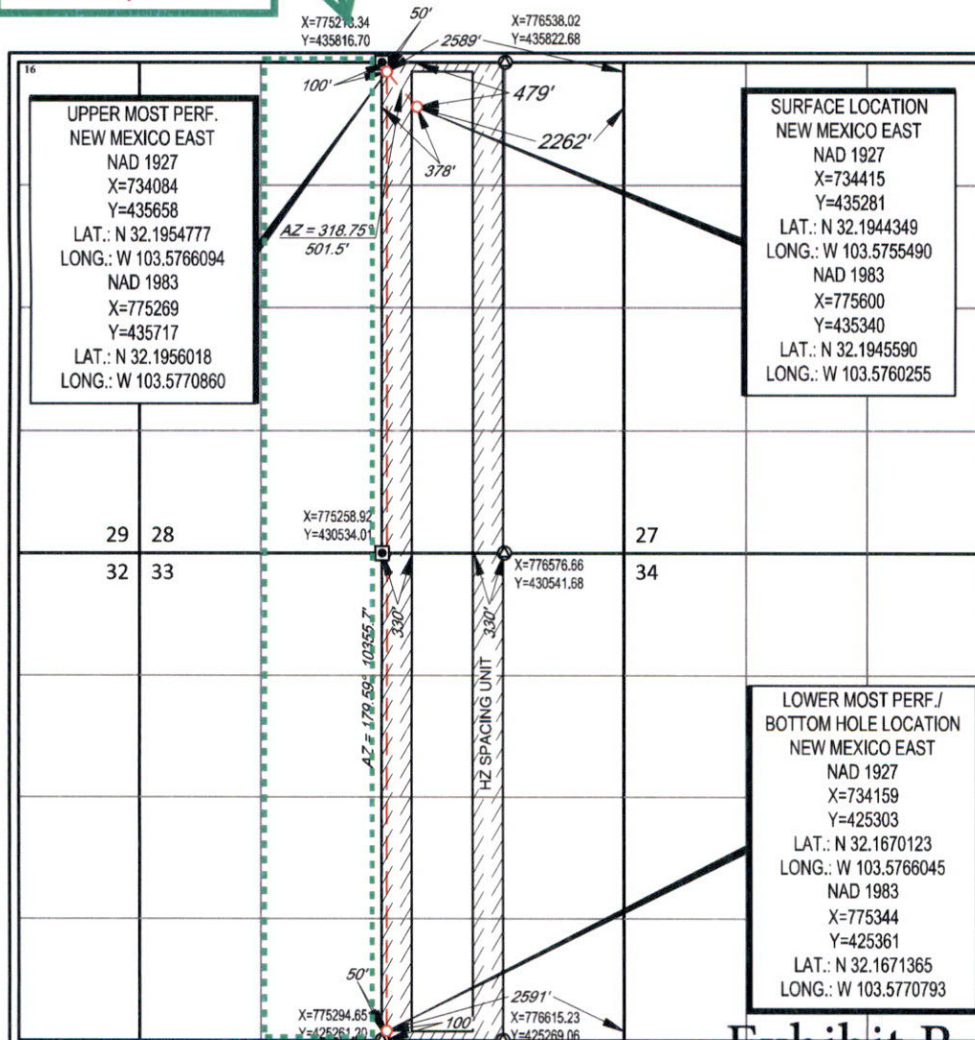 50'
X=776538.02
Y=435822.68
Y=435816.70
2589'
16
100'
479'
2262'
378'
UPPER MOST PERF.
NEW MEXICO EAST
NAD 1927
X=734084
Y=435658
LAT.: N 32.1954777
LONG.: W 103.5766094
NAD 1983
X=775269
Y=435717
LAT.: N 32.1956018
LONG.: W 103.5770860
SURFACE LOCATION
NEW MEXICO EAST
NAD 1927
X=734415
Y=435281
LAT.: N 32.1944349
LONG.: W 103.5755490
NAD 1983
X=775600
Y=435340
LAT.: N 32.1945590
LONG.: W 103.5760255
AZ = 318.75°
501.5'
X=775258.92
Y=430534.01
29 28
27
32 33
34
X=776576.66
Y=430541.68
330'
330'
AZ = 179.59° 10355.7'
HZ SPACING UNIT
LOWER MOST PERF./
BOTTOM HOLE LOCATION
NEW MEXICO EAST
NAD 1927
X=734159
Y=425303
LAT.: N 32.1670123
LONG.: W 103.5766045
NAD 1983
X=775344
Y=425361
LAT.: N 32.1671365
LONG.: W 103.5770793
50'
X=775294.65
Y=425261.20
100'
2591'
X=776615.23
Y=425269.06
Exhibit B